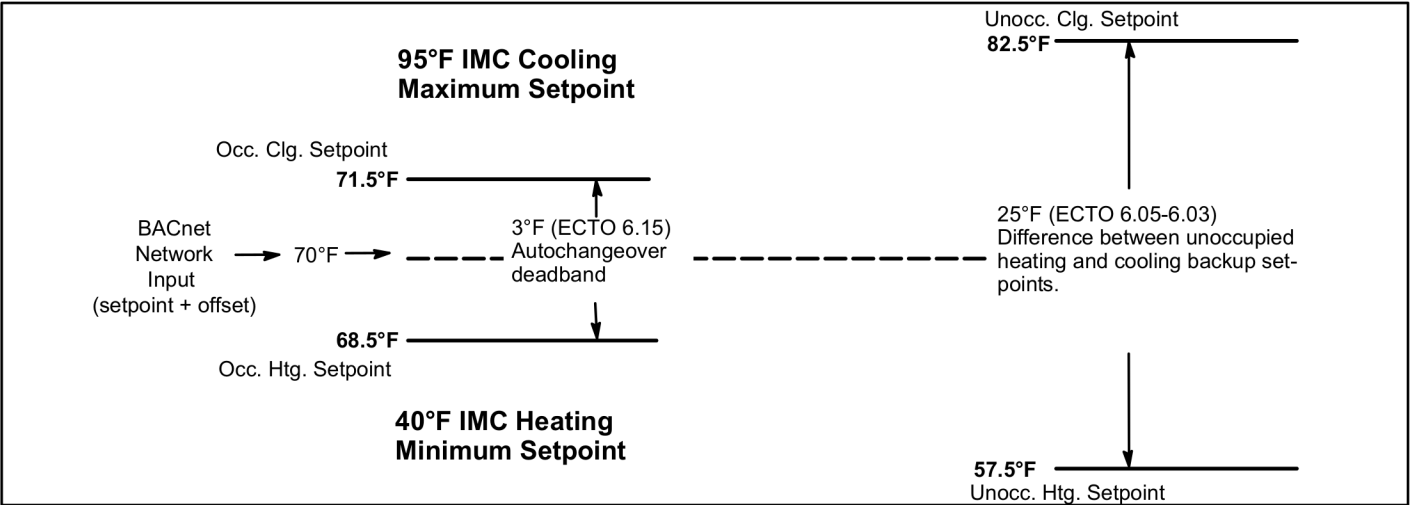 95°F IMC Cooling
Maximum Setpoint
Unocc. Clg. Setpoint
82.5°F
Occ. Clg. Setpoint
71.5°F
BACnet
Network
Input
(setpoint + offset)
70°F
3°F (ECTO 6.15)
Autochangeover
deadband
25°F (ECTO 6.05-6.03)
Difference between unoccupied
heating and cooling backup set-
points.
68.5°F
Occ. Htg. Setpoint
40°F IMC Heating
Minimum Setpoint
57.5°F
Unocc. Htg. Setpoint